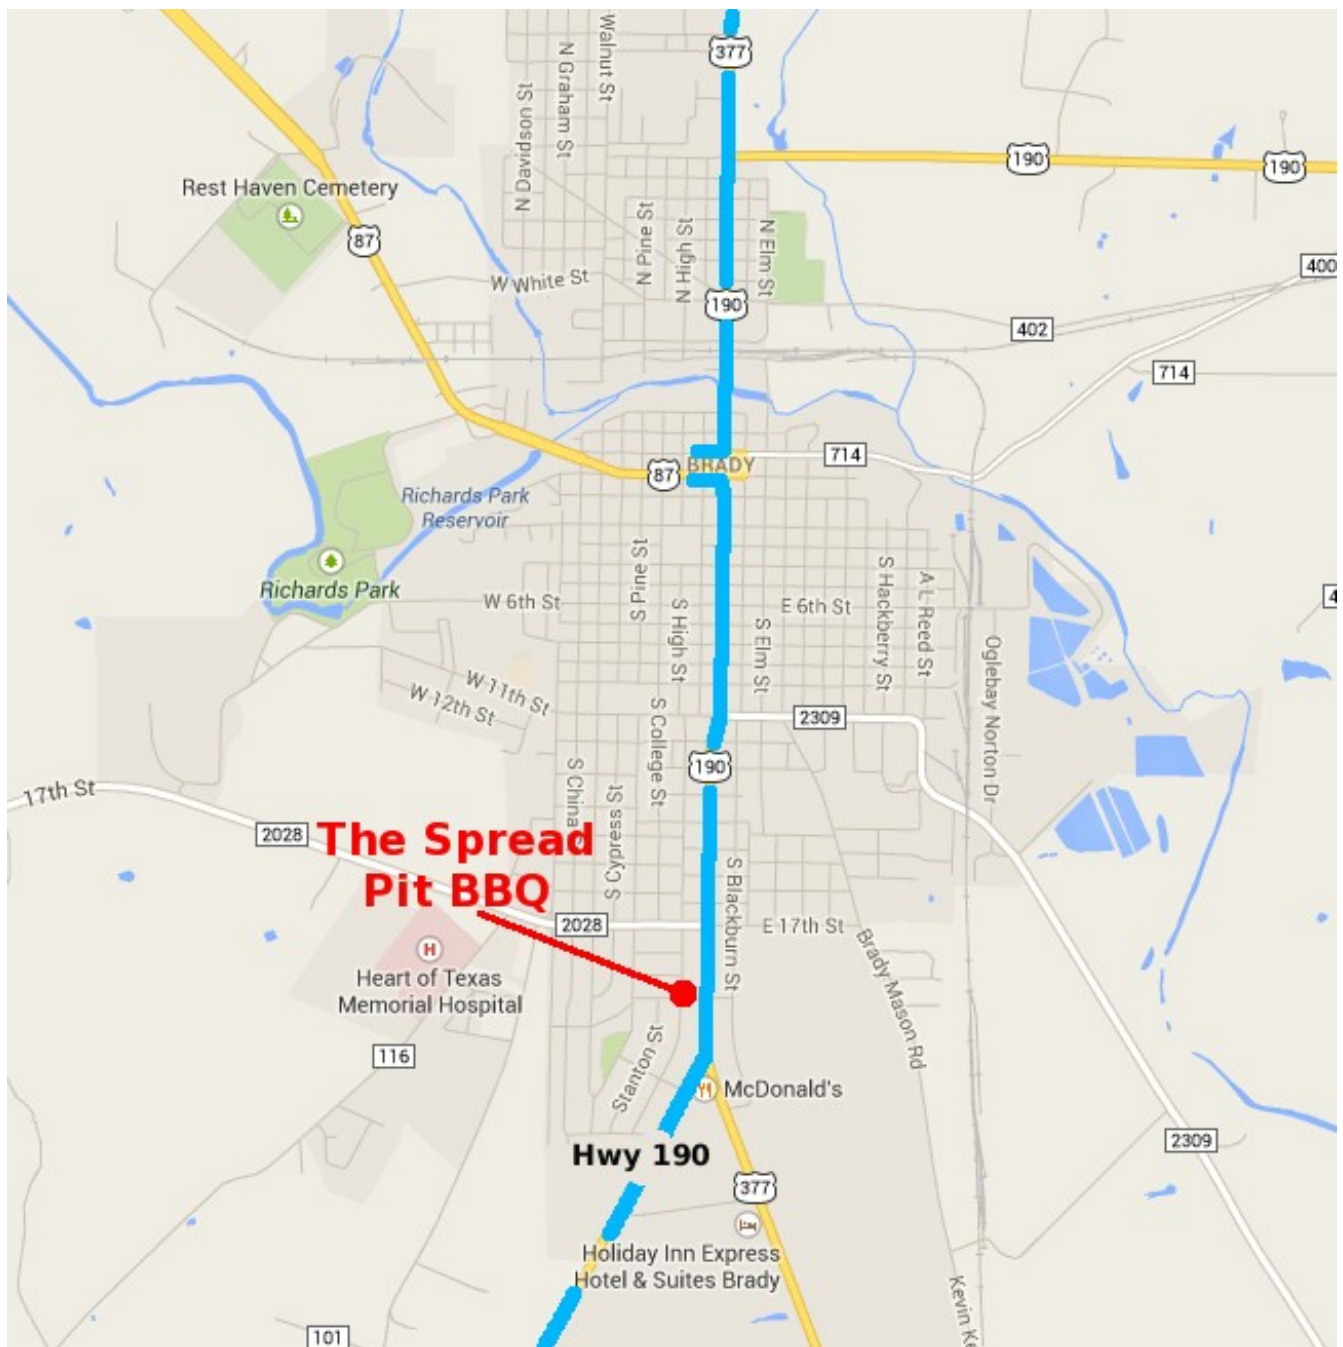 377
Walnut St
N Graham St
N Davidson St
190
190
Rest Haven Cemetery
87
N Pine St
N High St
N Elm St
W White St
190
400
402
714
714
BRADY
87
Richards Park
Reservoir
Richards Park
W 6th St
S Pine St
S High St
E 6th St
S Elm St
S Hackberry St
A L Reed St
4
Oglebay Norton Dr
W 11th St
W 12th St
S College St
2309
190
17th St
S China S
S Cypress St
2028
The Spread
Pit BBQ
S Blackburn St
2028
E 17th St
Brady Mason Rd
H
Heart of Texas
Memorial Hospital
116
Stanton St
McDonald's
Hwy 190
2309
377
Holiday Inn Express
Hotel & Suites Brady
Kevin Ke
101